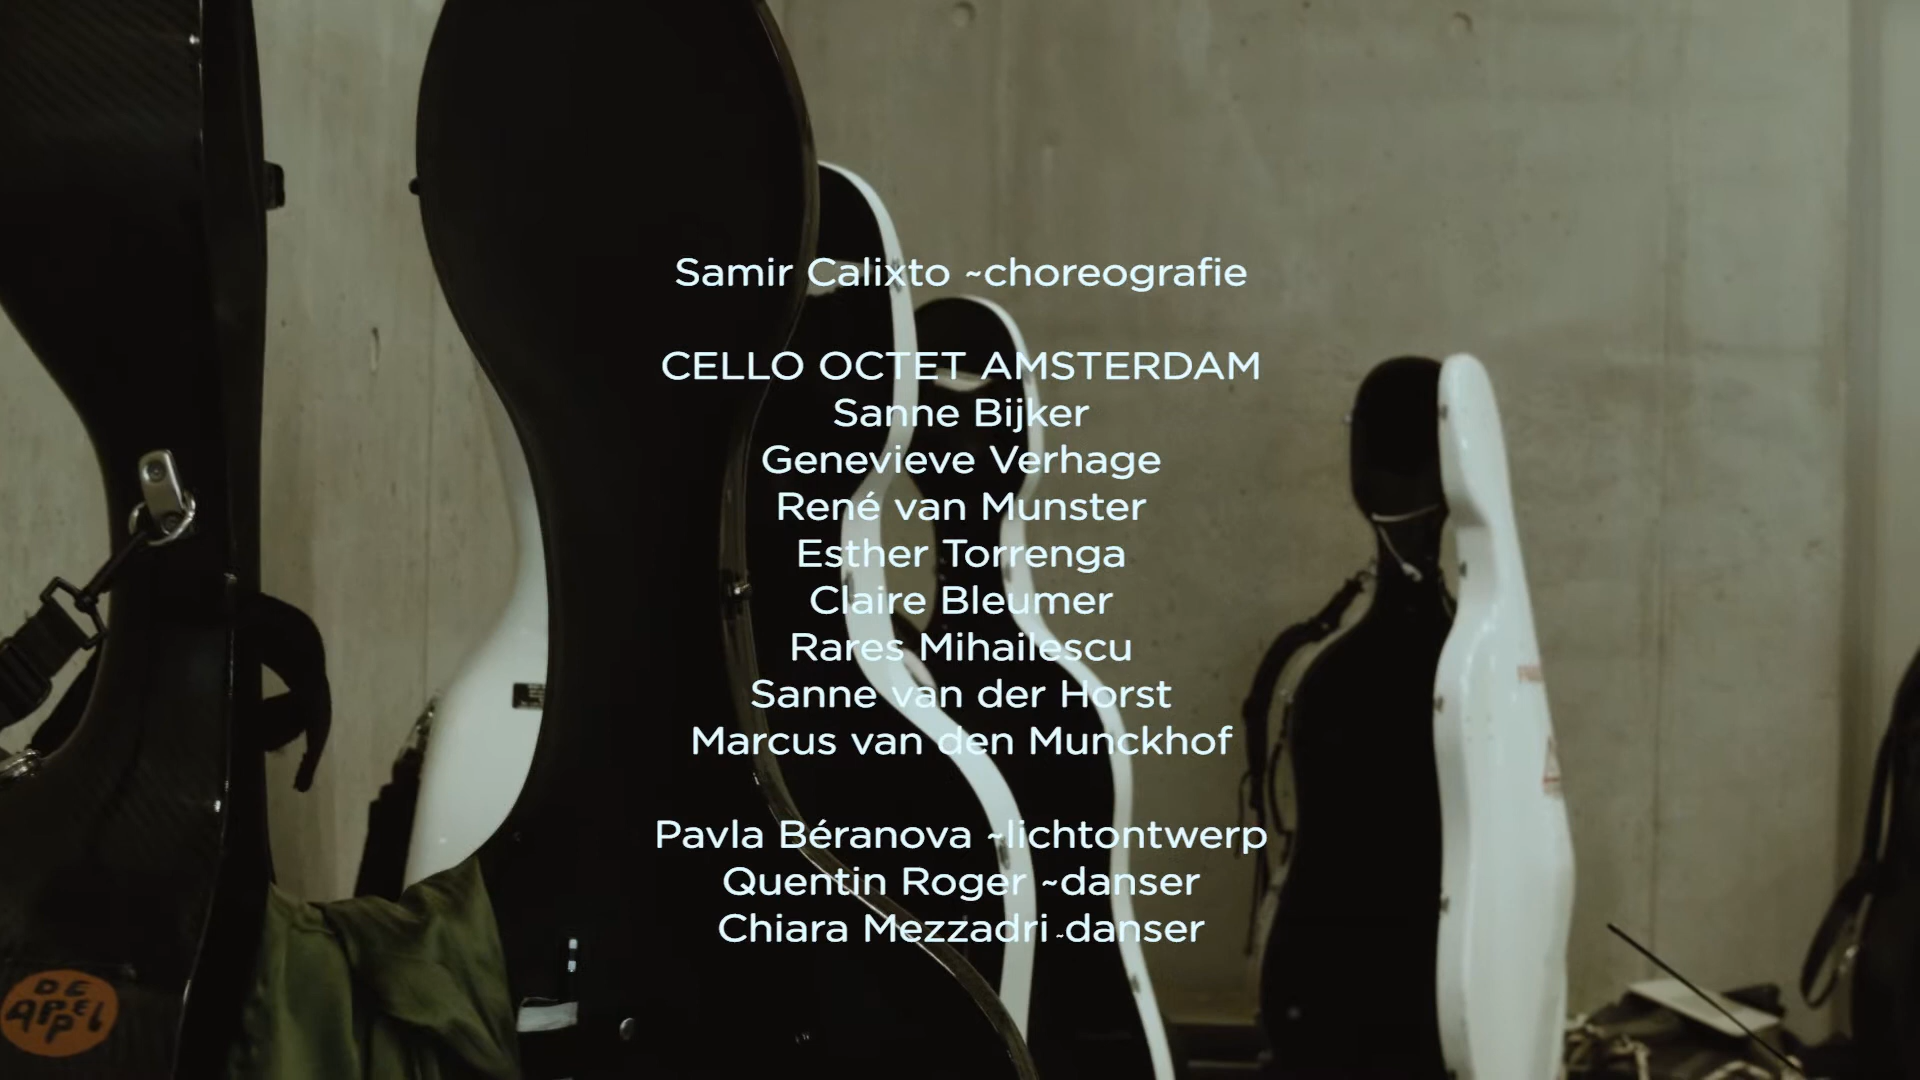 Samir Calixto ~choreografie
CELLO OCTET AMSTERDAM
Sanne Bijker
Genevieve Verhage
René van Munster
Esther Torrenga
Claire Bleumer
Rares Mihailescu
Sanne van der Horst
Marcus van den Munckhof
Pavla Béranova ~lichtontwerp
Quentin Roger ~danser
Chiara Mezzadri ~danser
DE
APPEL